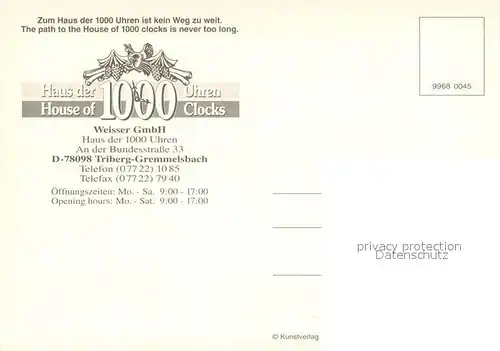 Zum Haus der 1000 Uhren ist kein Weg zu weit.
The path to the House of 1000 clocks is never too long.
9968 0045
Haus der 1000 Uhren
House of 1000 Clocks
Weisser GmbH
Haus der 1000 Uhren
An der Bundesstraße 33
D-78098 Triberg-Gremmelsbach
Telefon (07722) 1085
Telefax (07722) 7940
Öffnungszeiten: Mo. - Sa. 9:00 - 17:00
Opening hours: Mo. - Sat. 9:00 - 17:00
privacy protection
Datenschutz
© Kunstverlag